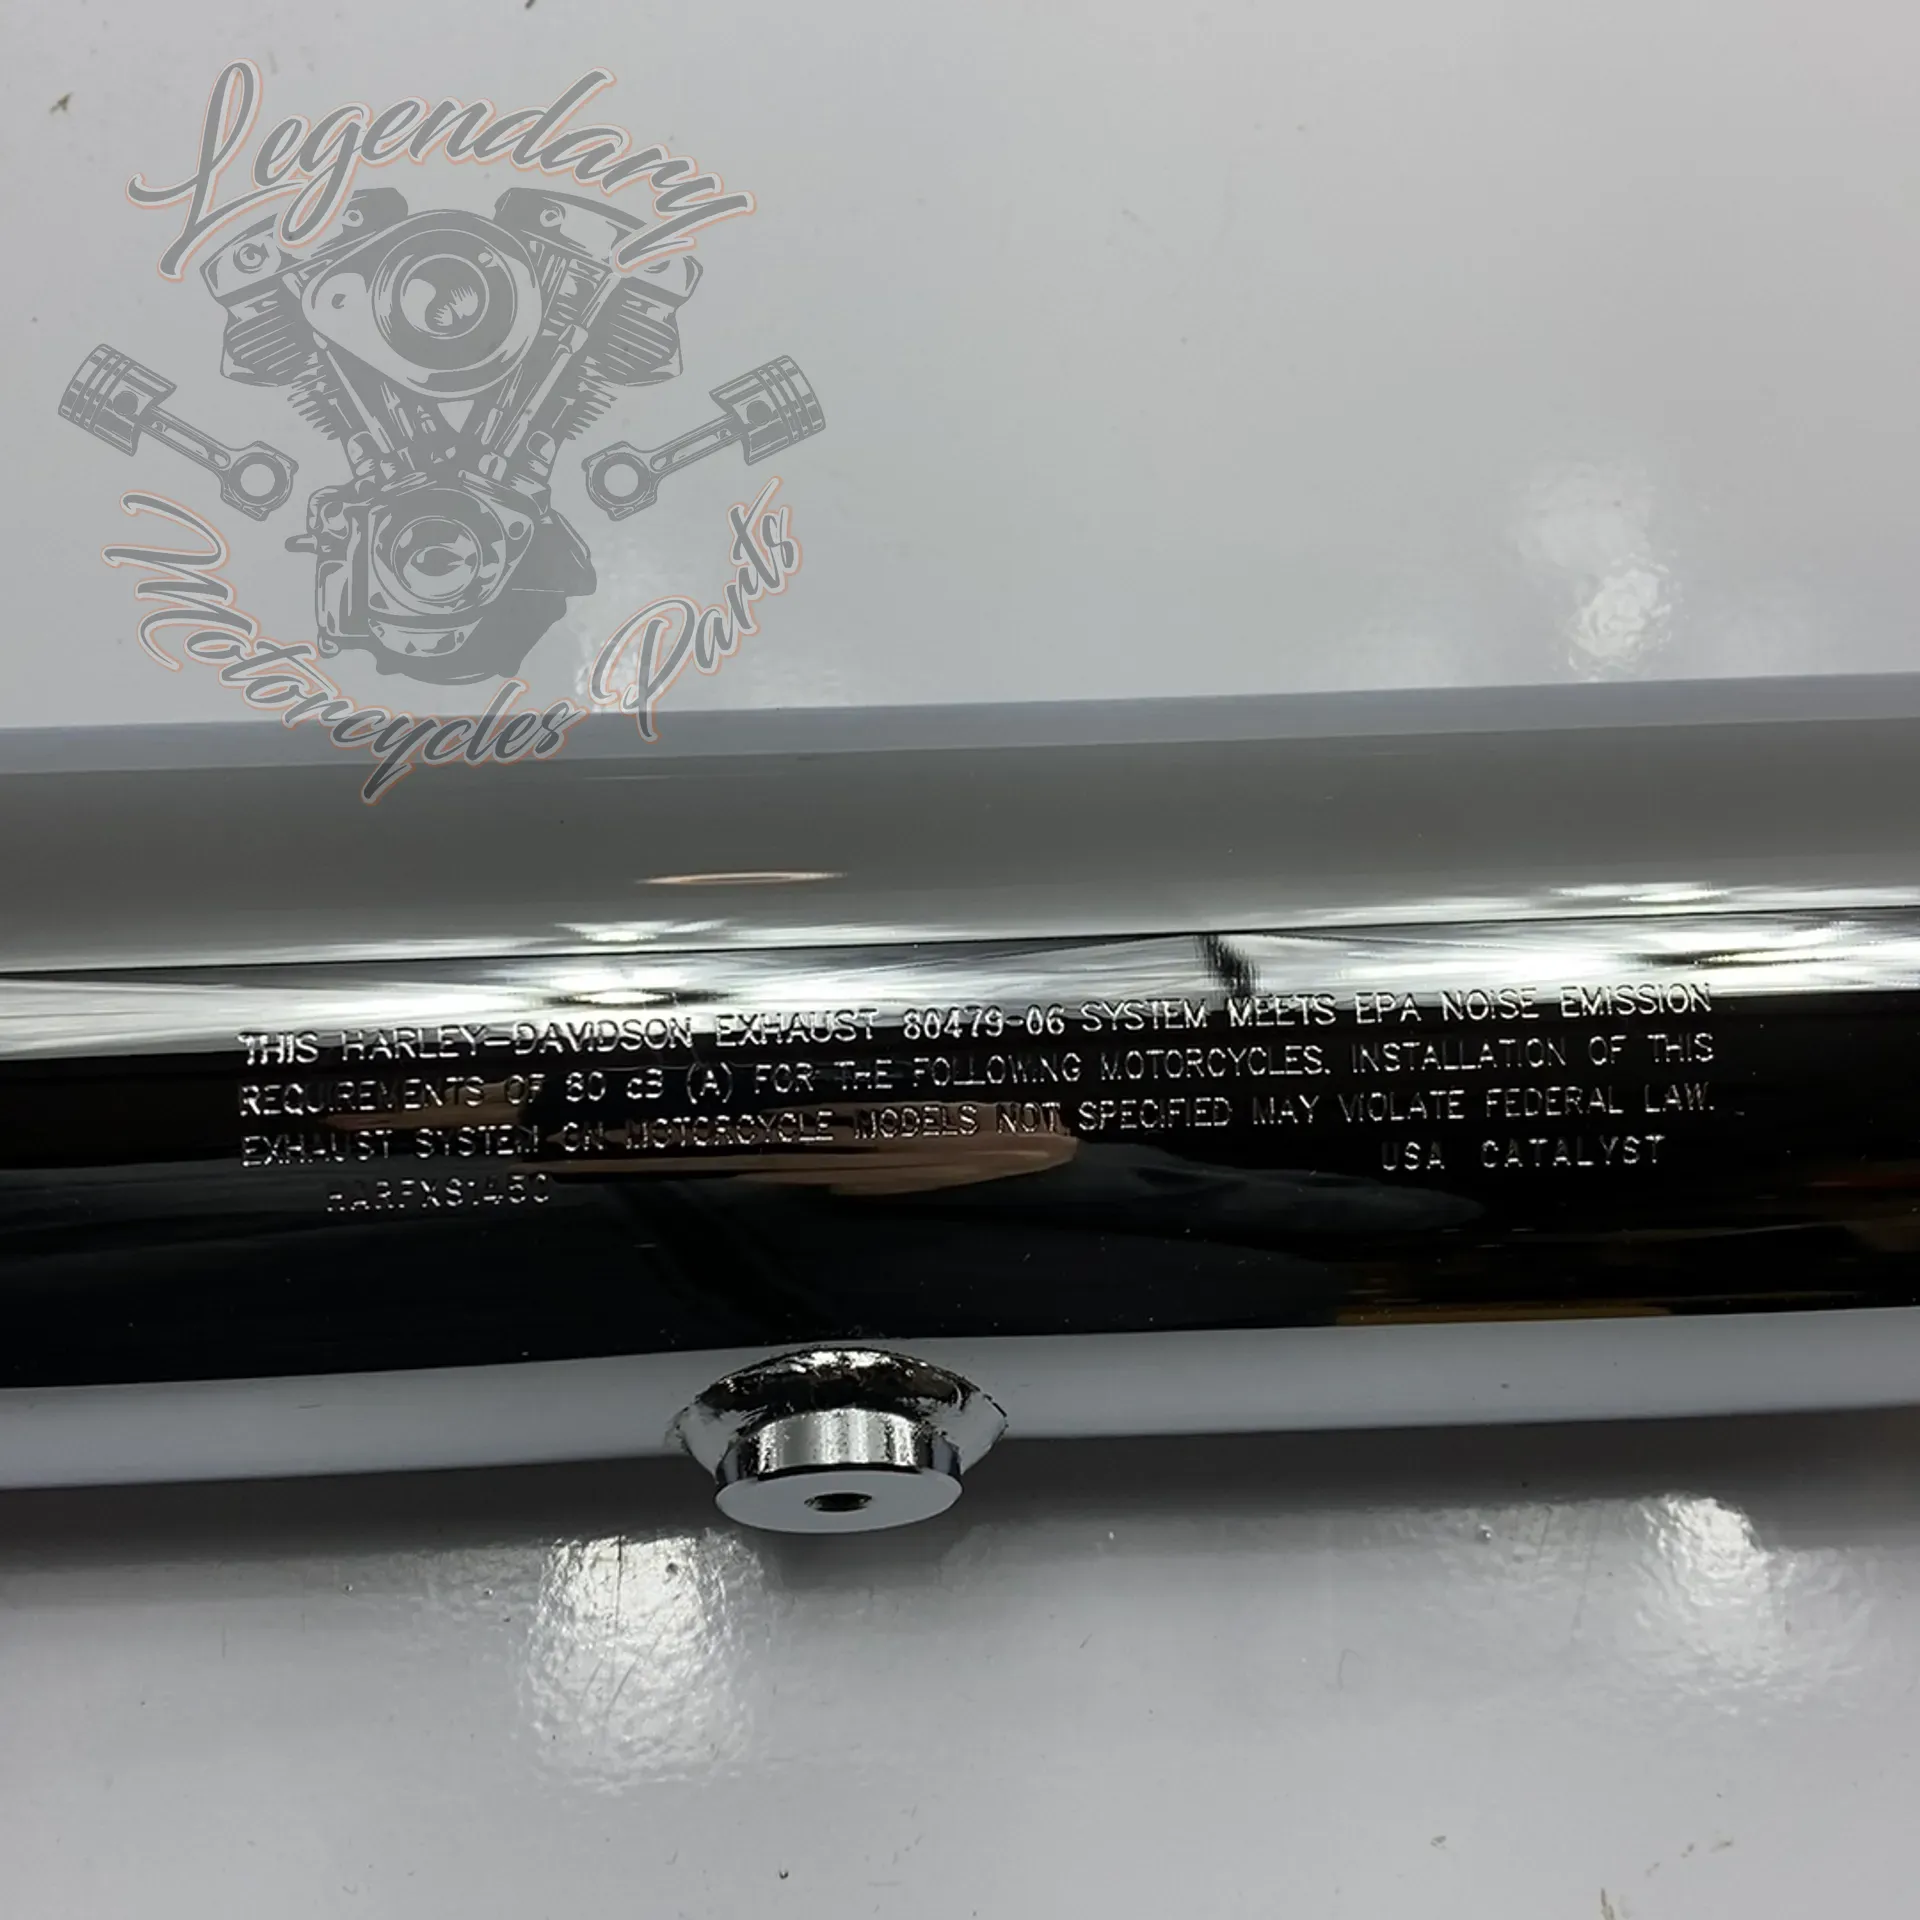 Legendary
Motorcycles Parts
THIS HARLEY-DAVIDSON EXHAUST 80479-06 SYSTEM MEETS EPA NOISE EMISSION
REQUIREMENTS OF 80 dB (A) FOR THE FOLLOWING MOTORCYCLES. INSTALLATION OF THIS
EXHAUST SYSTEM ON MOTORCYCLE MODELS NOT SPECIFIED MAY VIOLATE FEDERAL LAW.
USA CATALYST
HARFXS1450